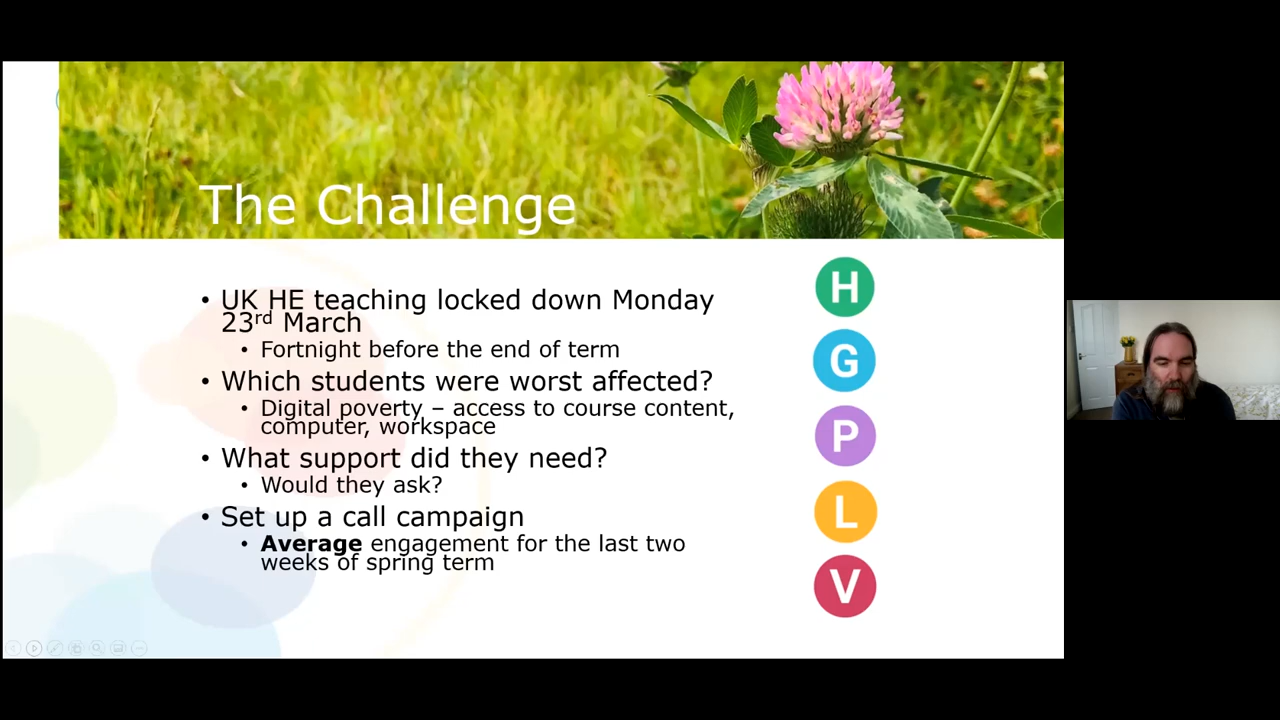 The Challenge
• UK HE teaching locked down Monday
23rd March
• Fortnight before the end of term
• Which students were worst affected?
• Digital poverty – access to course content,
computer, workspace
• What support did they need?
• Would they ask?
• Set up a call campaign
• Average engagement for the last two
weeks of spring term
H
G
P
L
V